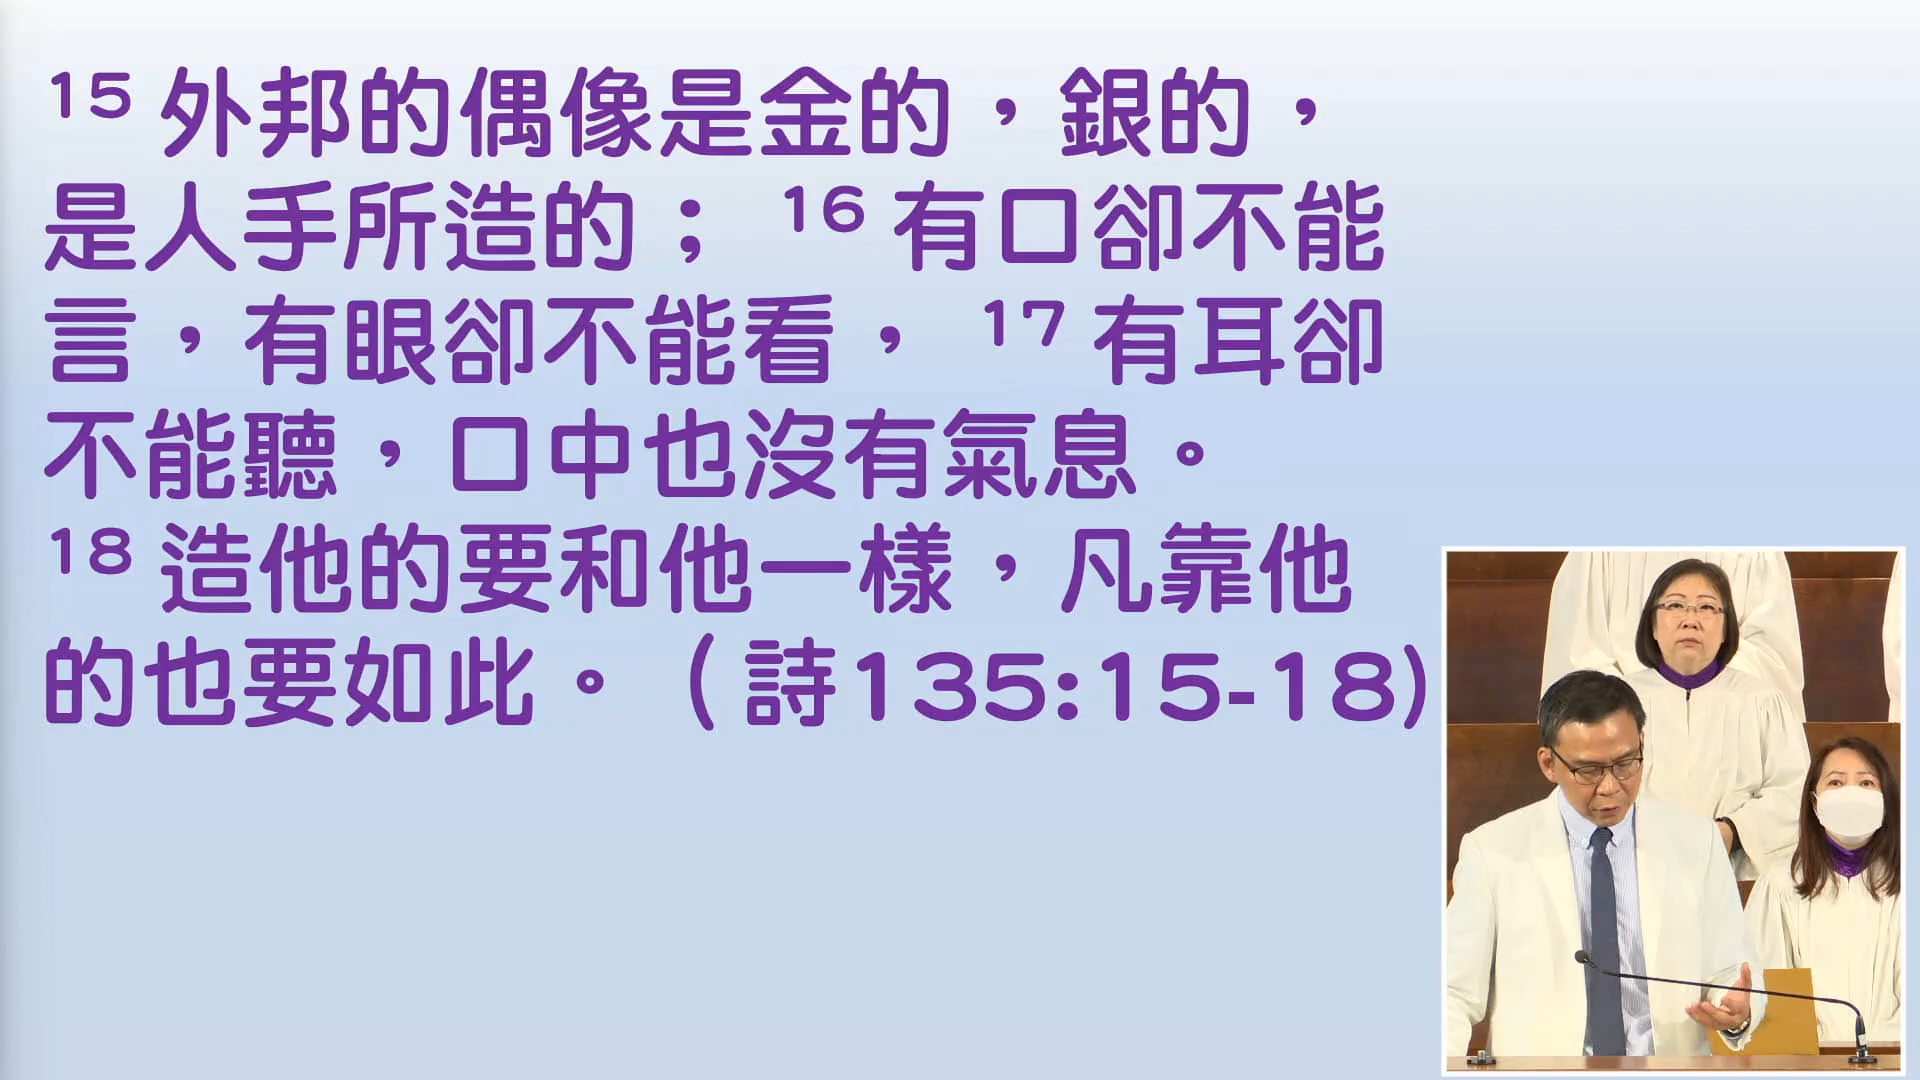 15 外邦的偶像是金的，銀的，
是人手所造的； 16 有口卻不能
言，有眼卻不能看， 17 有耳卻
不能聽，口中也沒有氣息。
18 造他的要和他一樣，凡靠他
的也要如此。（詩135:15-18)